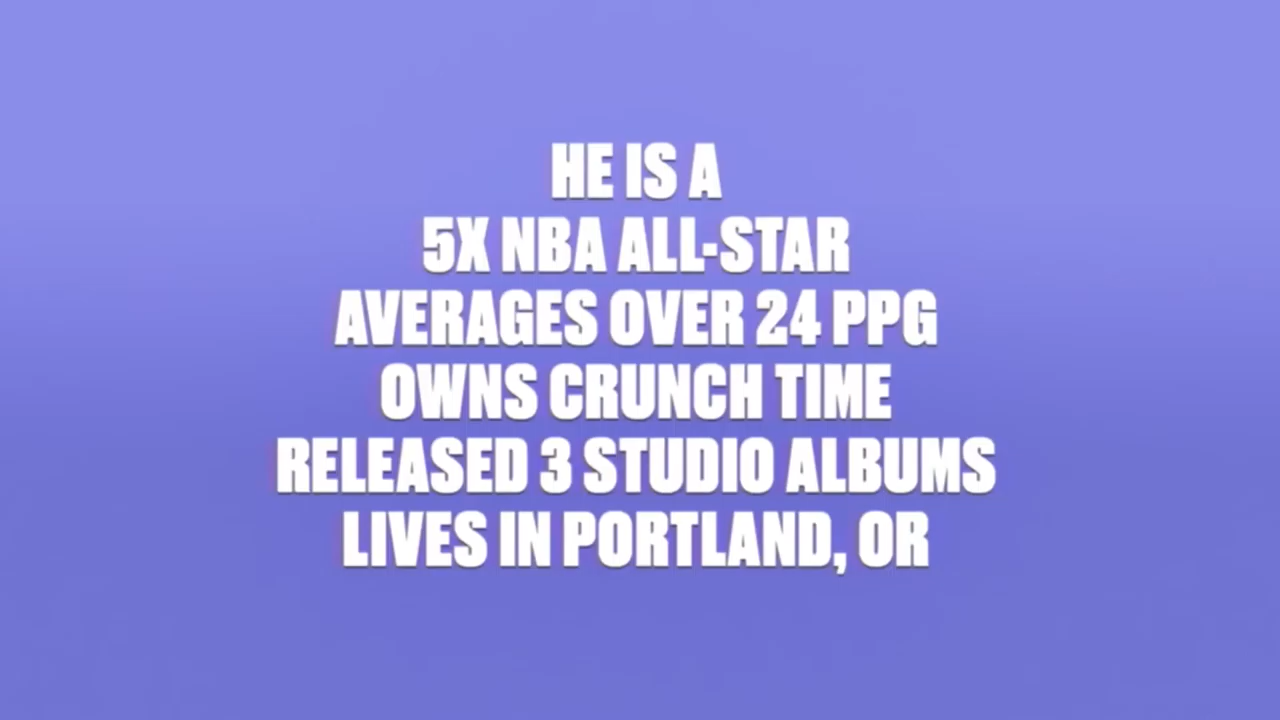 HE IS A
5X NBA ALL-STAR
AVERAGES OVER 24 PPG
OWNS CRUNCH TIME
RELEASED 3 STUDIO ALBUMS
LIVES IN PORTLAND, OR